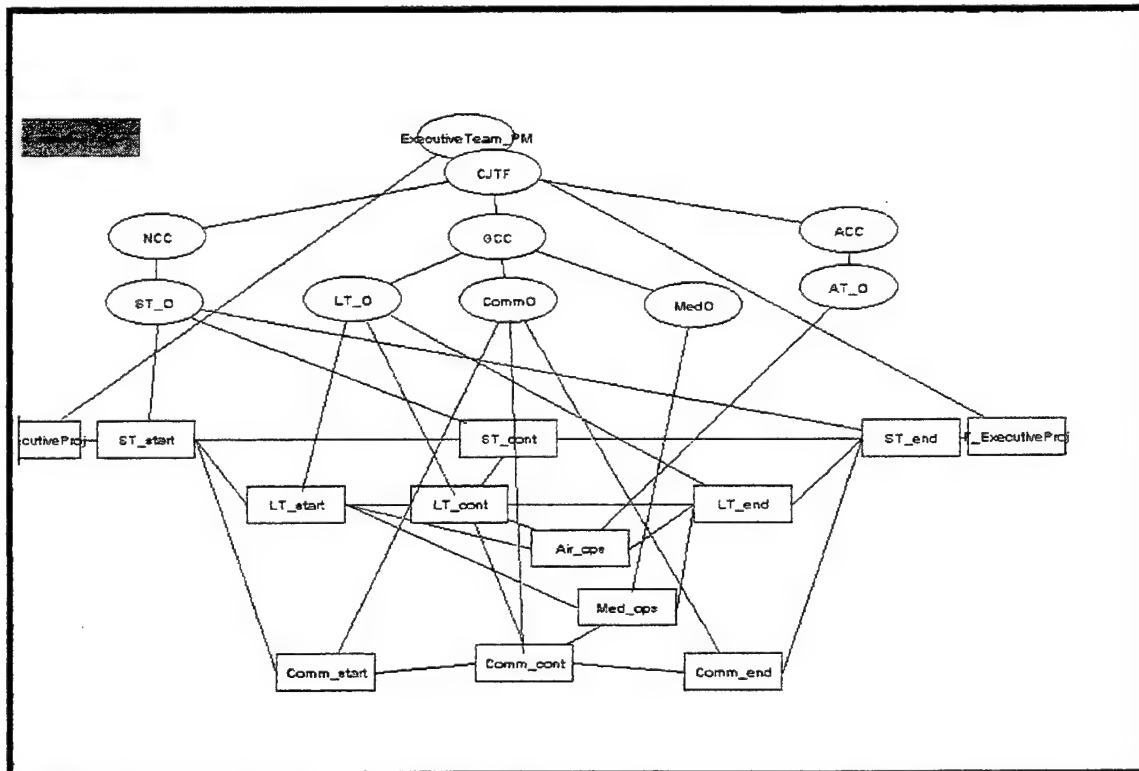 ExecutiveTeam_PM
CJTF
NCC
GCC
ACC
ST_O
LT_O
CommO
MedO
AT_O
cutiveProj
ST_start
ST_cont
ST_end
F_ExecutiveProj
LT_start
LT_cont
LT_end
Air_ops
Med_ops
Comm_start
Comm_cont
Comm_end